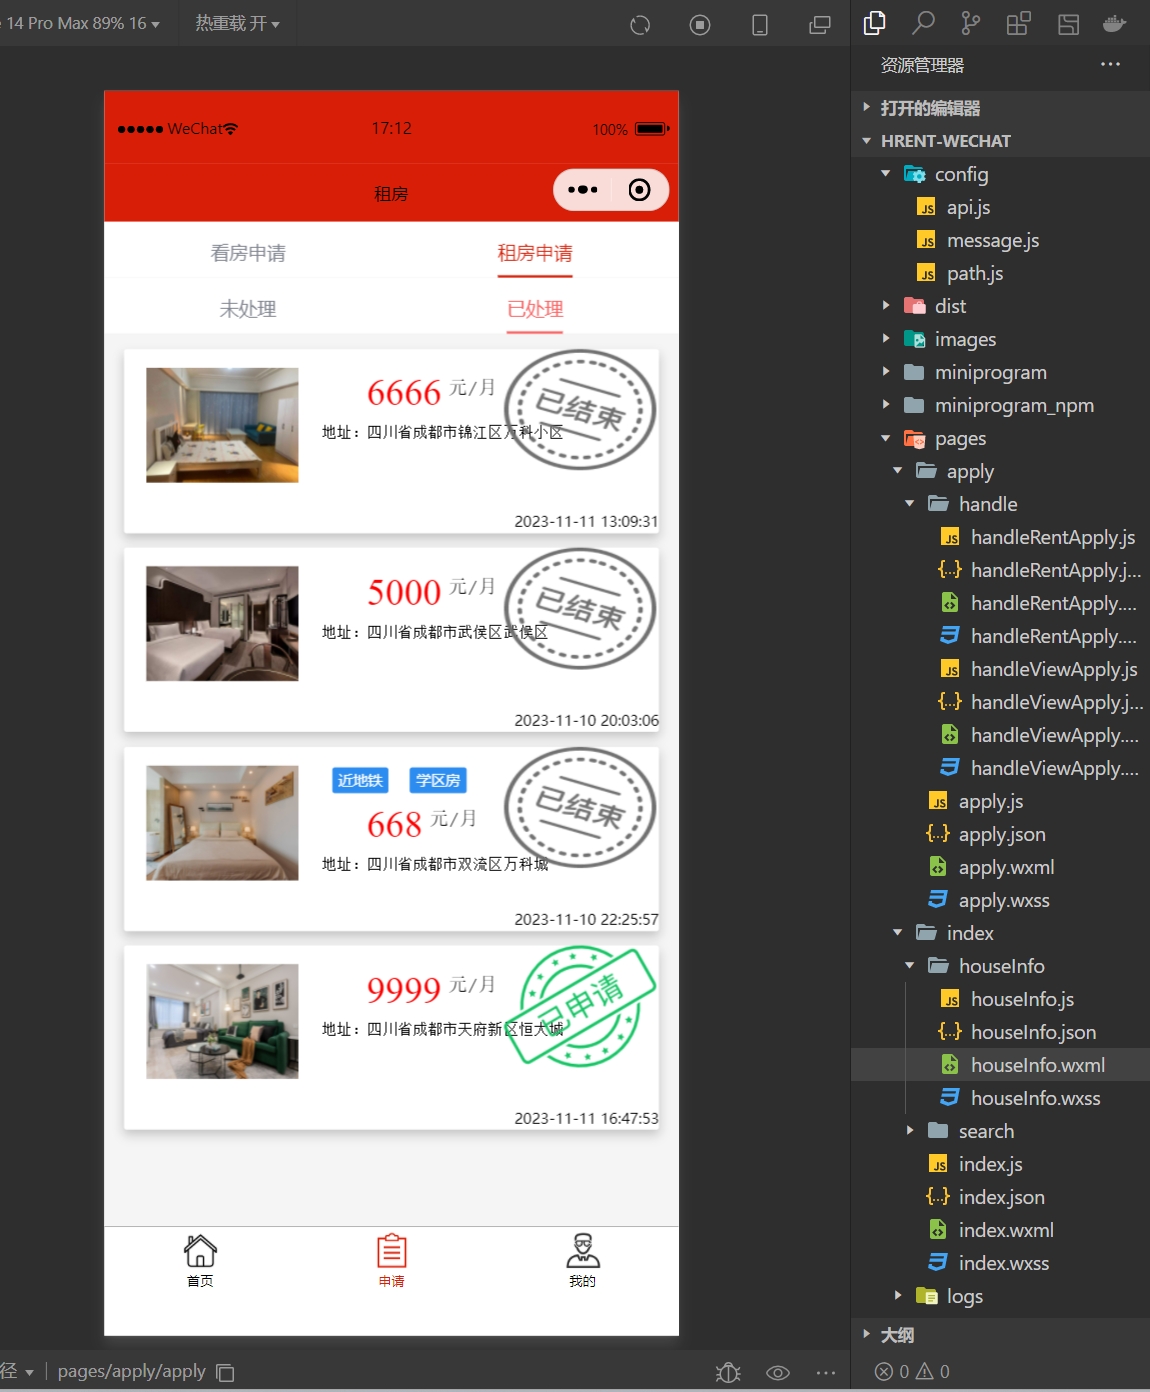 14 Pro Max 89% 16
热重载 开
WeChat
17:12
100%
租房
看房申请
租房申请
未处理
已处理
6666 元/月
地址：四川省成都市锦江区万科小区
已结束
2023-11-11 13:09:31
5000 元/月
地址：四川省成都市武侯区武侯区
已结束
2023-11-10 20:03:06
近地铁
学区房
668 元/月
地址：四川省成都市双流区万科城
已结束
2023-11-10 22:25:57
9999 元/月
地址：四川省成都市天府新区恒大城
已申请
2023-11-11 16:47:53
首页
申请
我的
径
pages/apply/apply
资源管理器
打开的编辑器
HRENT-WECHAT
config
JS api.js
JS message.js
JS path.js
dist
images
miniprogram
miniprogram_npm
pages
apply
handle
JS handleRentApply.js
{..} handleRentApply.j...
handleRentApply....
handleRentApply....
JS handleViewApply.js
{..} handleViewApply.j...
handleViewApply....
handleViewApply....
JS apply.js
{..} apply.json
apply.wxml
apply.wxss
index
houseInfo
JS houseInfo.js
{..} houseInfo.json
houseInfo.wxml
houseInfo.wxss
search
JS index.js
{..} index.json
index.wxml
index.wxss
logs
大纲
0
0